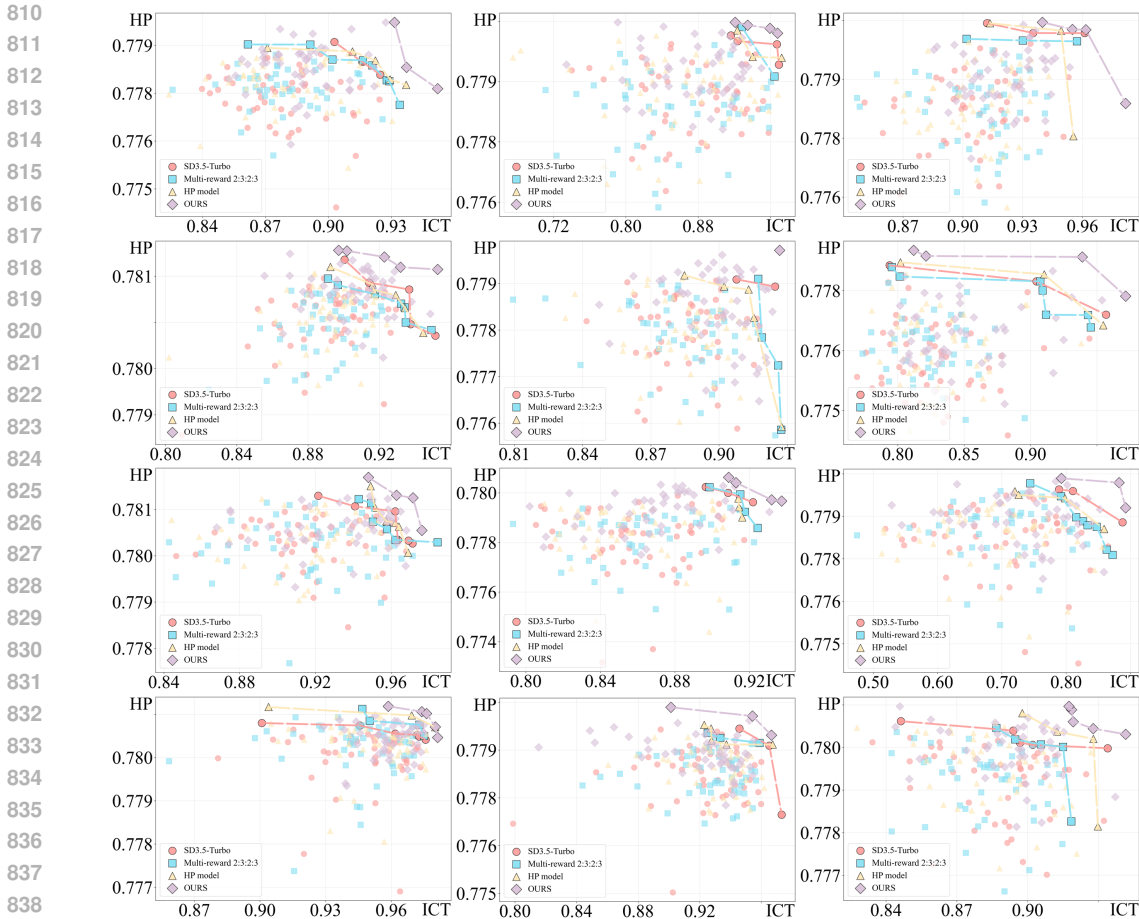 810
811
812
813
814
815
816
817
818
819
820
821
822
823
824
825
826
827
828
829
830
831
832
833
834
835
836
837
838
HP
0.779
0.778
0.776
0.775
SD3.5-Turbo
Multi-reward 2:3:2:3
HP model
OURS
0.84 0.87 0.90 0.93 ICT
HP
0.779
0.778
0.776
SD3.5-Turbo
Multi-reward 2:3:2:3
HP model
OURS
0.72 0.80 0.88 ICT
HP
0.779
0.778
0.776
SD3.5-Turbo
Multi-reward 2:3:2:3
HP model
OURS
0.87 0.90 0.93 0.96 ICT
HP
0.781
0.780
0.779
SD3.5-Turbo
Multi-reward 2:3:2:3
HP model
OURS
0.80 0.84 0.88 0.92 ICT
HP
0.779
0.778
0.777
0.776
SD3.5-Turbo
Multi-reward 2:3:2:3
HP model
OURS
0.81 0.84 0.87 0.90 ICT
HP
0.778
0.776
0.775
SD3.5-Turbo
Multi-reward 2:3:2:3
HP model
OURS
0.80 0.85 0.90 ICT
HP
0.781
0.780
0.779
0.778
SD3.5-Turbo
Multi-reward 2:3:2:3
HP model
OURS
0.84 0.88 0.92 0.96 ICT
HP
0.780
0.778
0.776
0.774
SD3.5-Turbo
Multi-reward 2:3:2:3
HP model
OURS
0.80 0.84 0.88 0.92 ICT
HP
0.779
0.778
0.776
0.775
SD3.5-Turbo
Multi-reward 2:3:2:3
HP model
OURS
0.50 0.60 0.70 0.80 ICT
HP
0.780
0.779
0.778
0.777
SD3.5-Turbo
Multi-reward 2:3:2:3
HP model
OURS
0.87 0.90 0.93 0.96 ICT
HP
0.779
0.778
0.776
0.775
SD3.5-Turbo
Multi-reward 2:3:2:3
HP model
OURS
0.80 0.84 0.88 0.92 ICT
HP
0.780
0.779
0.778
0.777
SD3.5-Turbo
Multi-reward 2:3:2:3
HP model
OURS
0.84 0.87 0.90 ICT